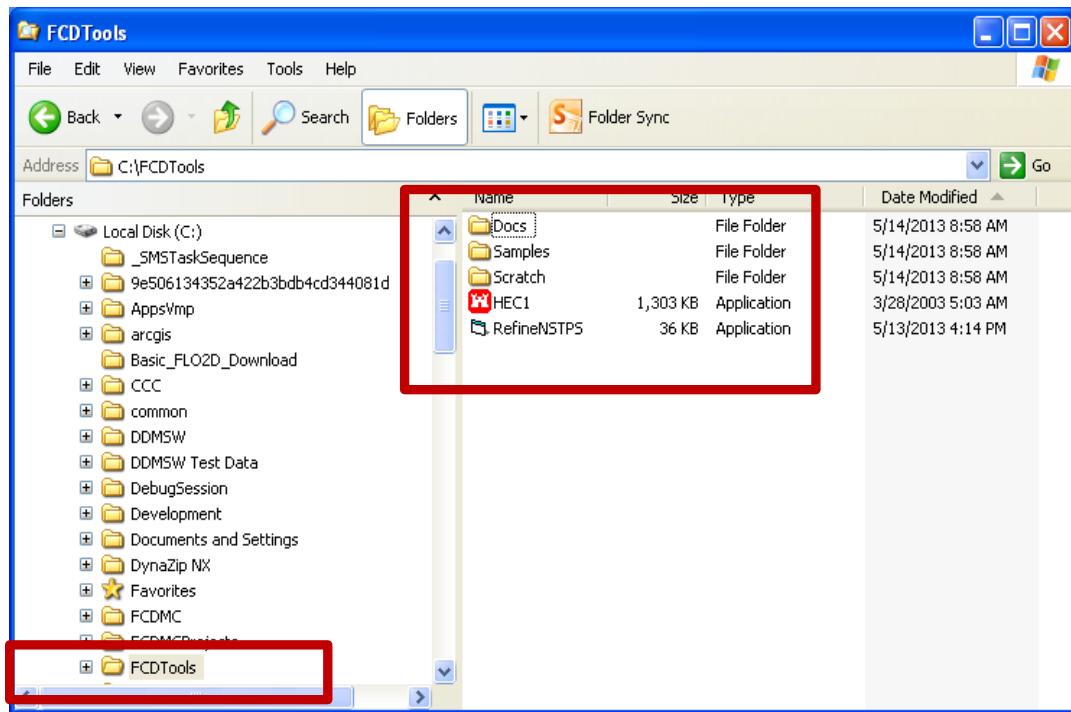 FCDTools
File Edit View Favorites Tools Help
Back Search Folders Folder Sync
Address C:\FCDTools Go
Folders
Name Size Type Date Modified
Local Disk (C:)
_SMSTaskSequence
9e506134352a422b3bdb4cd344081d
AppsVmp
arcgis
Basic_FLO2D_Download
CCC
common
DDMSW
DDMSW Test Data
DebugSession
Development
Documents and Settings
DynaZip NX
Favorites
FCDMC
FCDMCProjects
FCDTools
Docs File Folder 5/14/2013 8:58 AM
Samples File Folder 5/14/2013 8:58 AM
Scratch File Folder 5/14/2013 8:58 AM
HEC1 1,303 KB Application 3/28/2003 5:03 AM
RefineNSTPS 36 KB Application 5/13/2013 4:14 PM